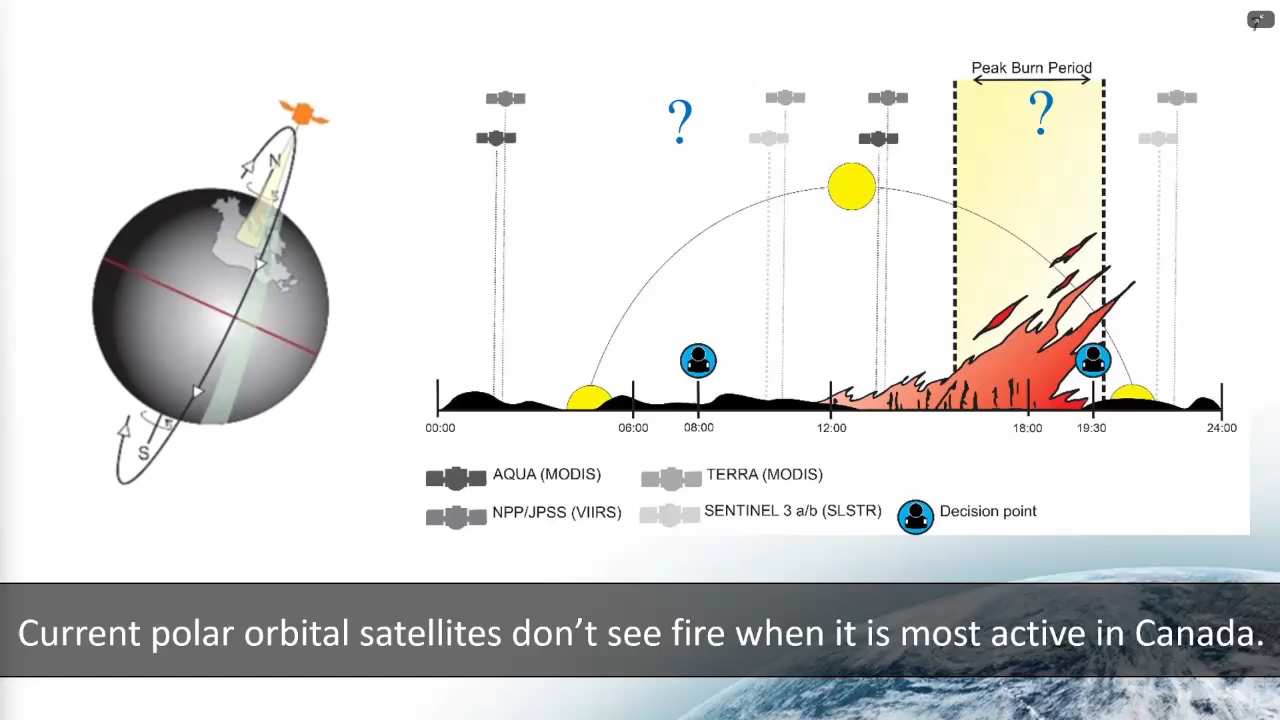 Peak Burn Period
?
?
N
S
00:00
06:00
08:00
12:00
18:00
19:30
24:00
AQUA (MODIS)
TERRA (MODIS)
NPP/JPSS (VIIRS)
SENTINEL 3 a/b (SLSTR)
Decision point
Current polar orbital satellites don’t see fire when it is most active in Canada.